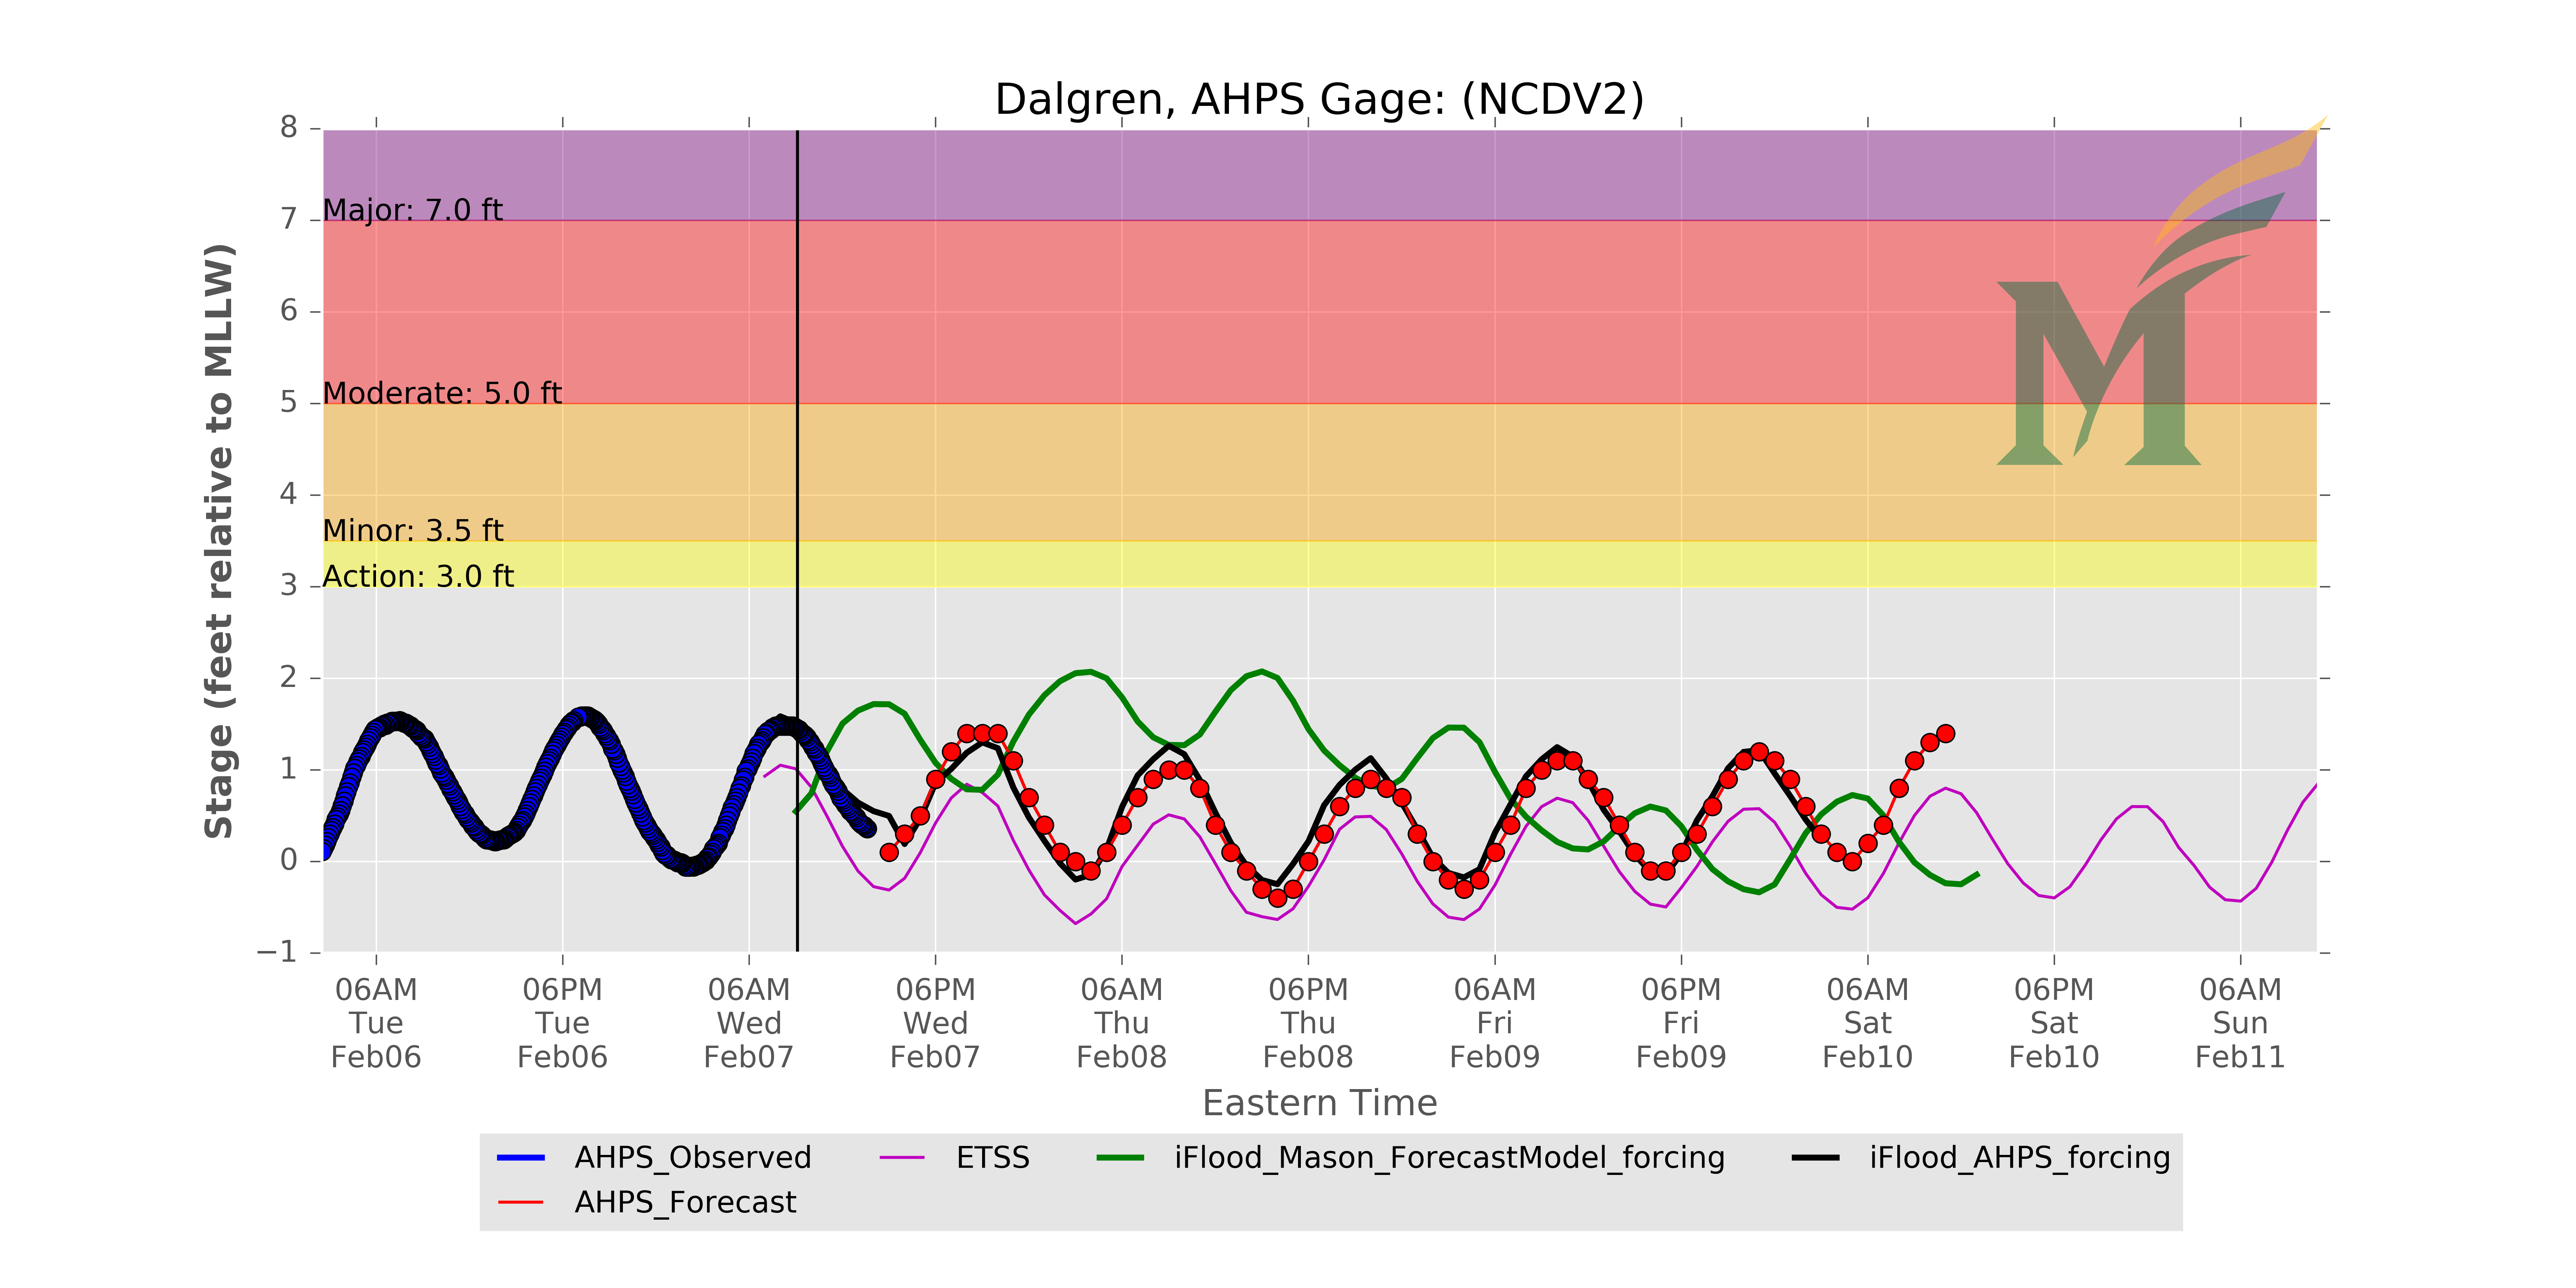 Dalgren, AHPS Gage: (NCDV2)
8
7
6
5
4
3
2
1
0
−1
Stage (feet relative to MLLW)
Major: 7.0 ft
Moderate: 5.0 ft
Minor: 3.5 ft
Action: 3.0 ft
M
06AM 06PM 06AM 06PM 06AM 06PM 06AM 06PM 06AM 06PM 06AM
Tue Tue Wed Wed Thu Thu Fri Fri Sat Sat Sun
Feb06 Feb06 Feb07 Feb07 Feb08 Feb08 Feb09 Feb09 Feb10 Feb10 Feb11
Eastern Time
AHPS_Observed ETSS iFlood_Mason_ForecastModel_forcing iFlood_AHPS_forcing
AHPS_Forecast